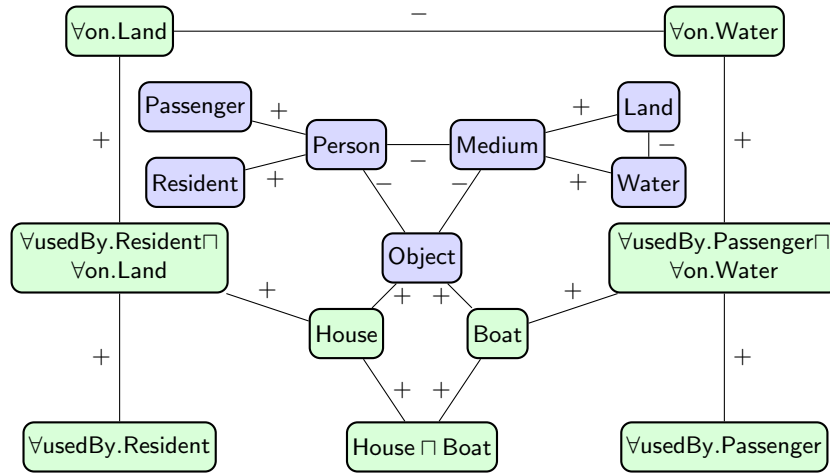 ∀on.Land
−
∀on.Water
Passenger
+
+
Land
+
Person
−
Medium
−
+
Resident
+
−
−
+
Water
∀usedBy.Resident⊓
∀on.Land
Object
∀usedBy.Passenger⊓
∀on.Water
+
+
+
+
House
Boat
+
+
+
+
∀usedBy.Resident
House ⊓ Boat
∀usedBy.Passenger